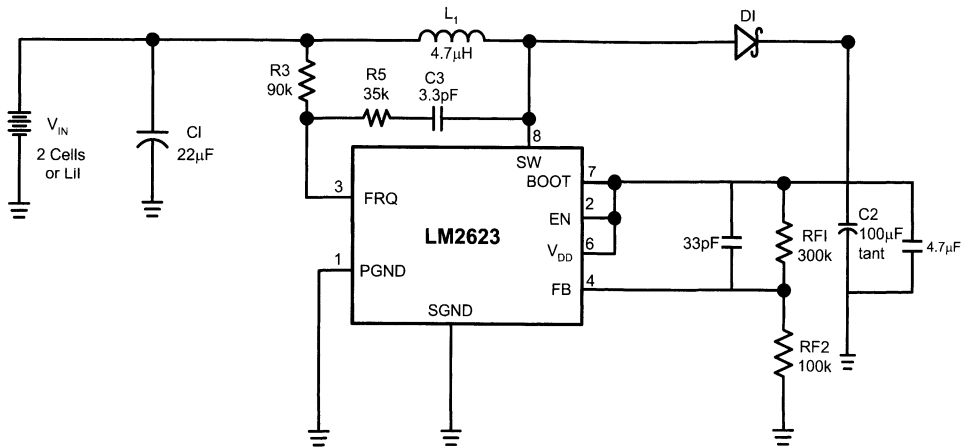 L1
4.7μH
DI
R3
90k
R5
35k
C3
3.3pF
VIN
2 Cells
or LiI
CI
22μF
8
SW
BOOT
7
3
FRQ
EN
2
LM2623
VDD
6
1
PGND
FB
4
SGND
33pF
RFI
300k
C2
100μF
tant
4.7μF
RF2
100k